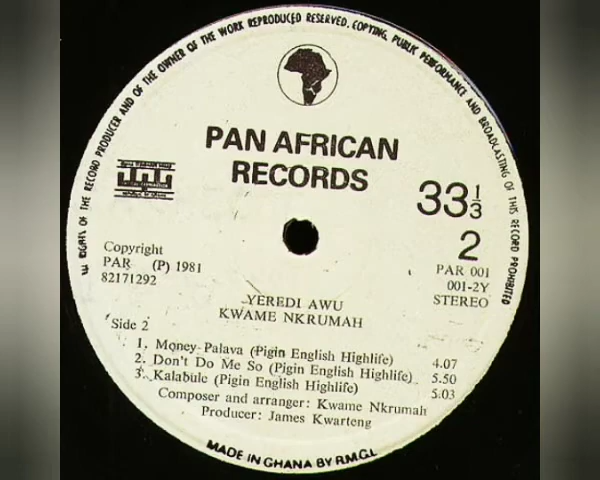 ALL RIGHTS OF THE RECORD PRODUCER AND OF THE OWNER OF THE WORK REPRODUCED RESERVED, COPYING, PUBLIC PERFORMANCE AND BROADCASTING OF THIS RECORD PROHIBITED
PAN AFRICAN
RECORDS
33 1/3
2
Copyright
PAR (P) 1981
82171292
PAR 001
001-2Y
STEREO
YEREDI AWU
KWAME NKRUMAH
Side 2
1. Money Palava (Pigin English Highlife) 4.07
2. Don't Do Me So (Pigin English Highlife) 5.50
3. Kalabule (Pigin English Highlife) 5:03
Composer and arranger: Kwame Nkrumah
Producer: James Kwarteng
MADE IN GHANA BY R.M.G.L.